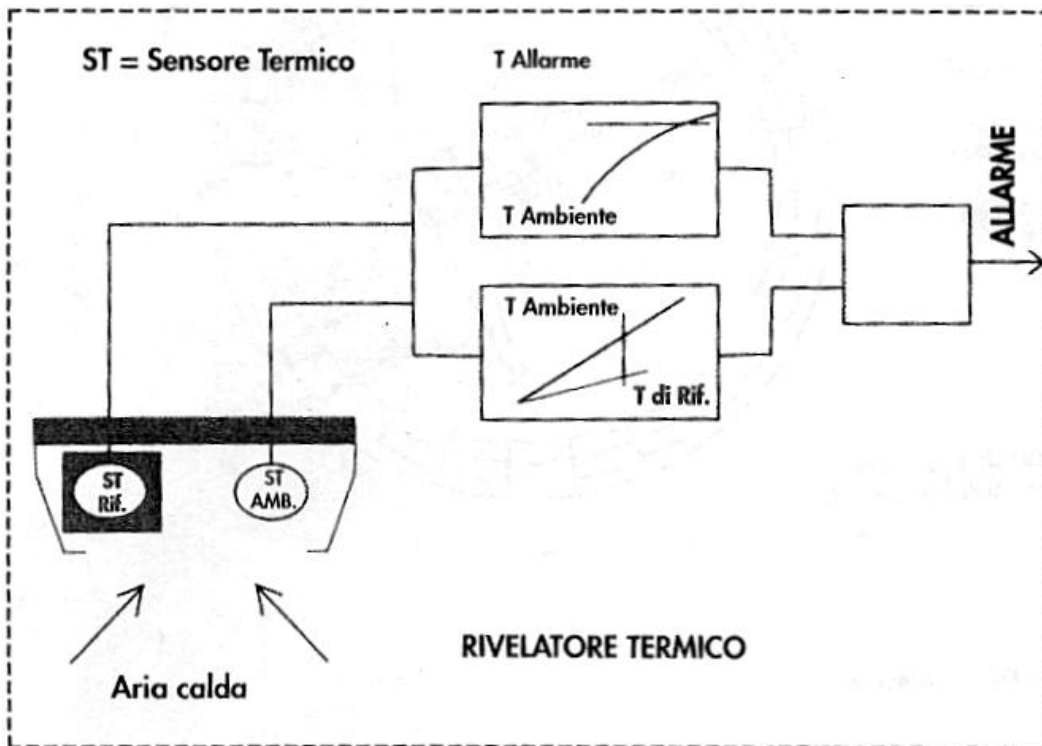 ST = Sensore Termico
T Allarme
T Ambiente
ALLARME
T Ambiente
T di Rif.
ST
Rif.
ST
AMB.
RIVELATORE TERMICO
Aria calda